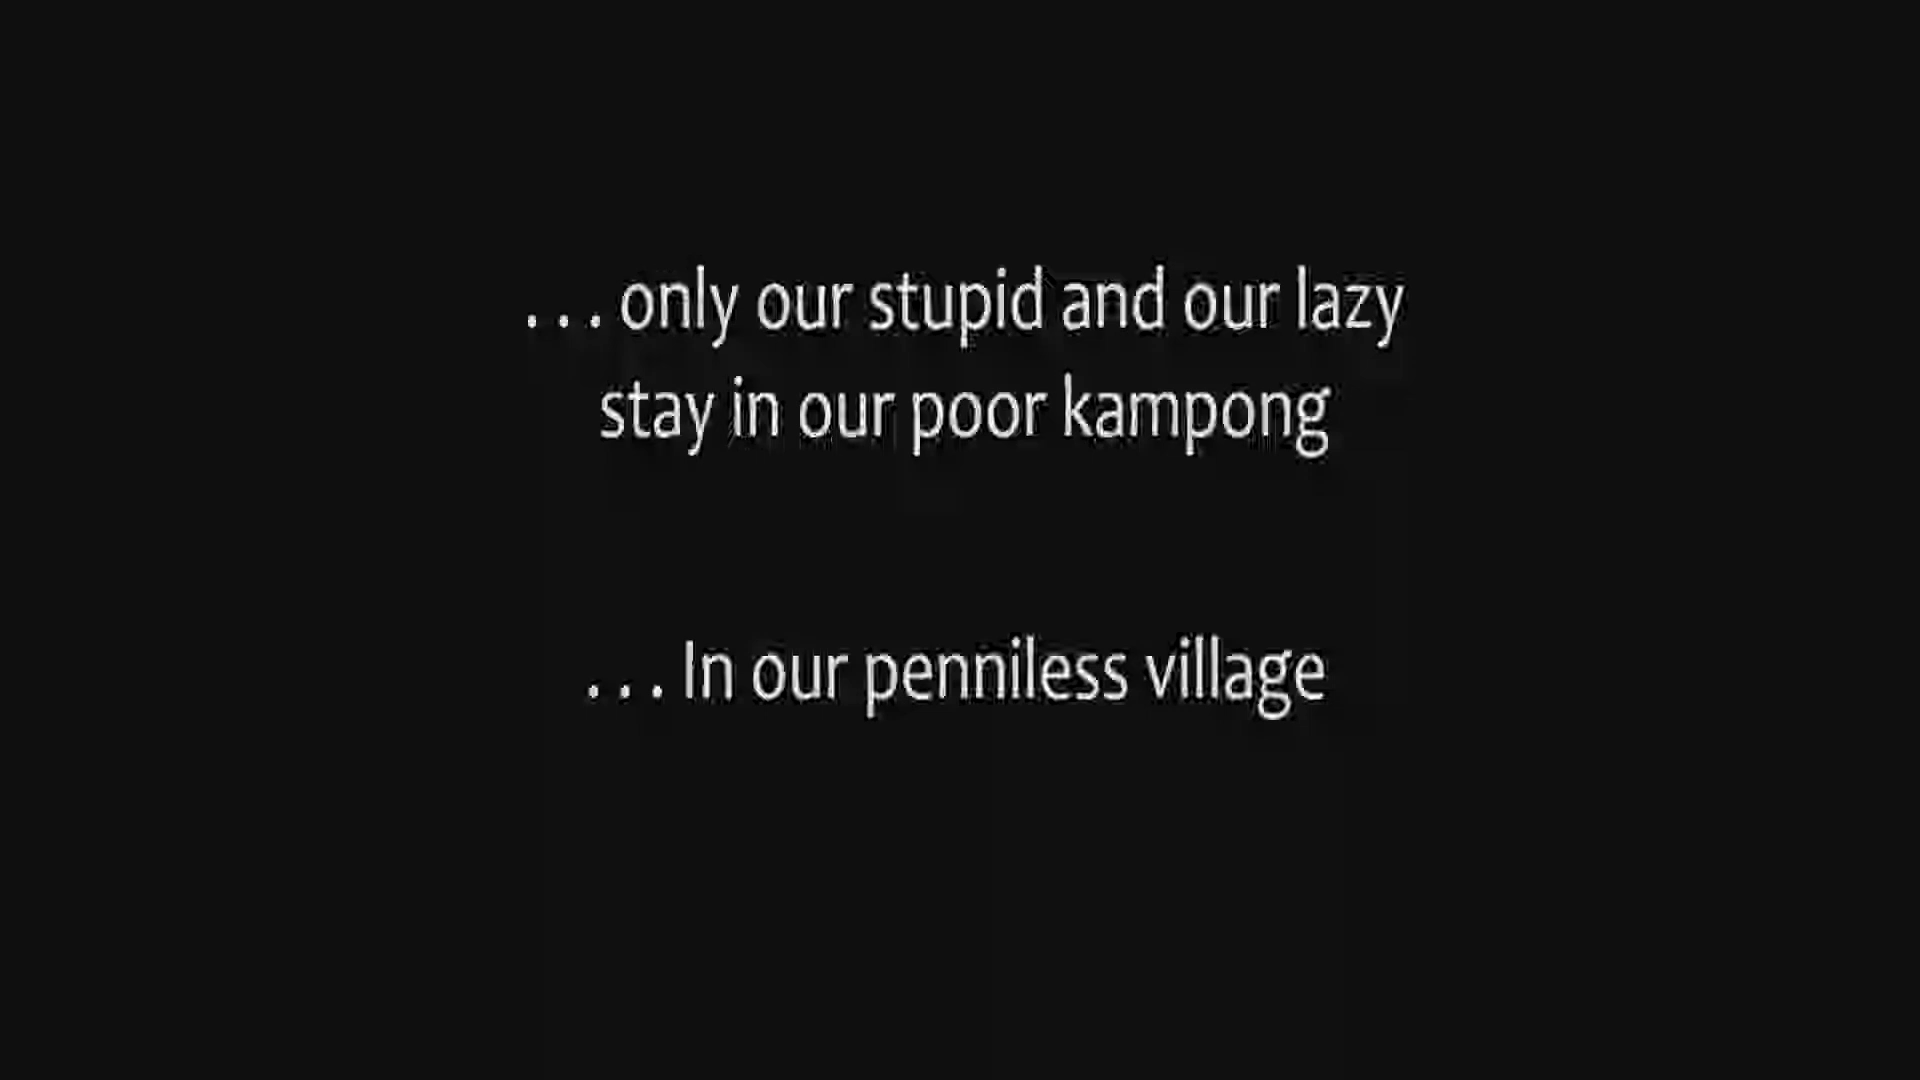 . . . only our stupid and our lazy
stay in our poor kampong
. . . In our penniless village